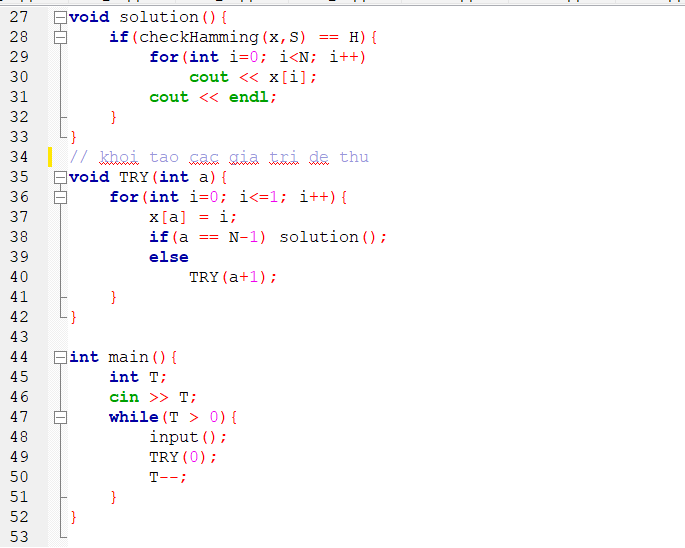 27 void solution(){
28 if(checkHamming(x,S) == H){
29 for(int i=0; i<N; i++)
30 cout << x[i];
31 cout << endl;
32 }
33 }
34 // khoi tao cac gia tri de thu
35 void TRY(int a){
36 for(int i=0; i<=1; i++){
37 x[a] = i;
38 if(a == N-1) solution();
39 else
40 TRY(a+1);
41 }
42 }
43
44 int main(){
45 int T;
46 cin >> T;
47 while(T > 0){
48 input();
49 TRY(0);
50 T--;
51 }
52 }
53